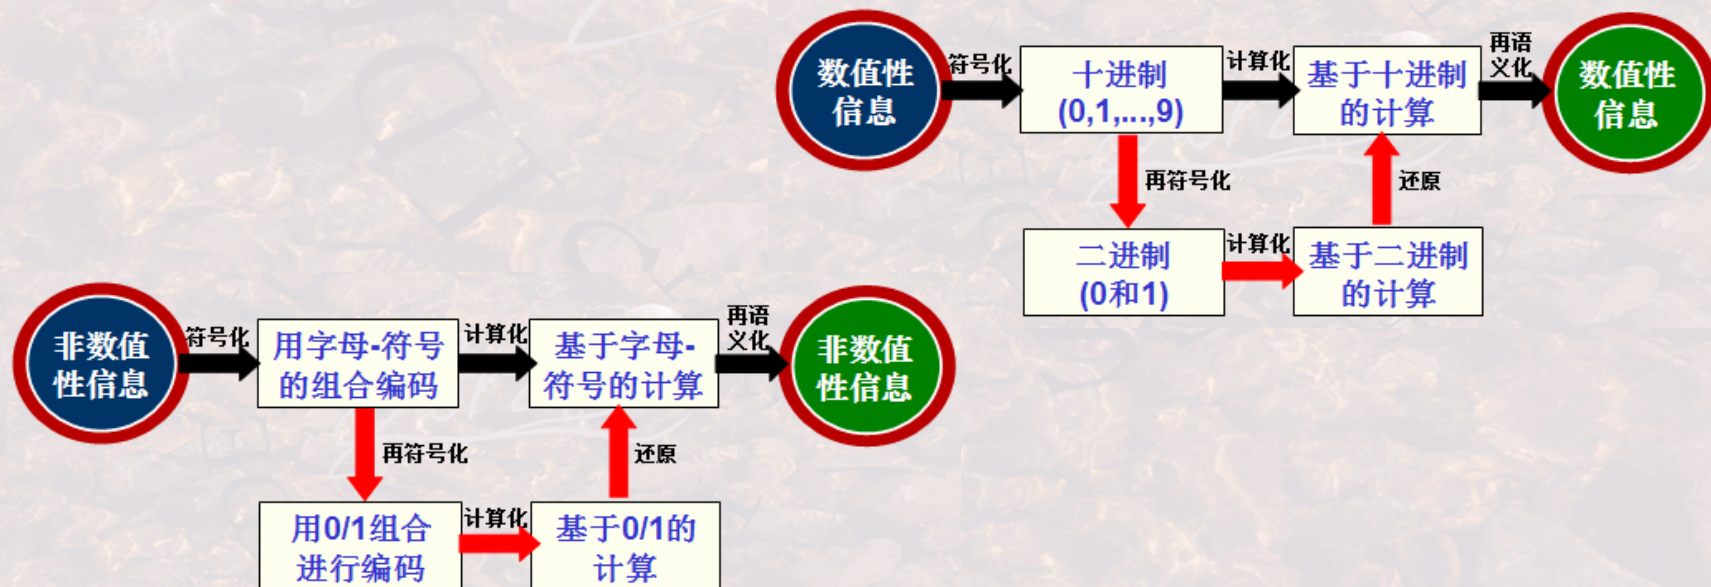 数值性
信息
符号化
十进制
(0,1,...,9)
计算化
基于十进制
的计算
再语
义化
数值性
信息
再符号化
还原
二进制
(0和1)
计算化
基于二进制
的计算
非数值
性信息
符号化
用字母-符号
的组合编码
计算化
基于字母-
符号的计算
再语
义化
非数值
性信息
再符号化
还原
用0/1组合
进行编码
计算化
基于0/1的
计算